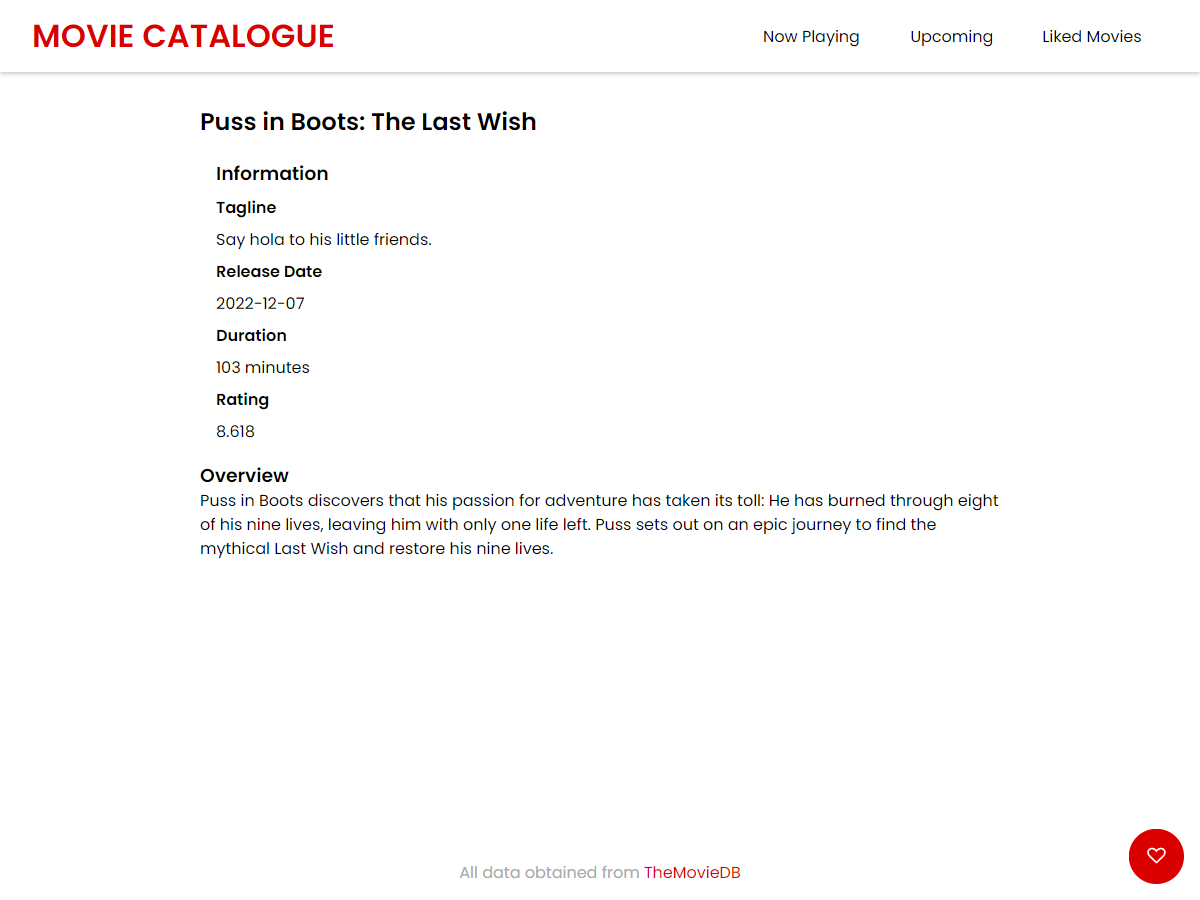 MOVIE CATALOGUE
Now Playing
Upcoming
Liked Movies
Puss in Boots: The Last Wish
Information
Tagline
Say hola to his little friends.
Release Date
2022-12-07
Duration
103 minutes
Rating
8.618
Overview
Puss in Boots discovers that his passion for adventure has taken its toll: He has burned through eight
of his nine lives, leaving him with only one life left. Puss sets out on an epic journey to find the
mythical Last Wish and restore his nine lives.
All data obtained from TheMovieDB